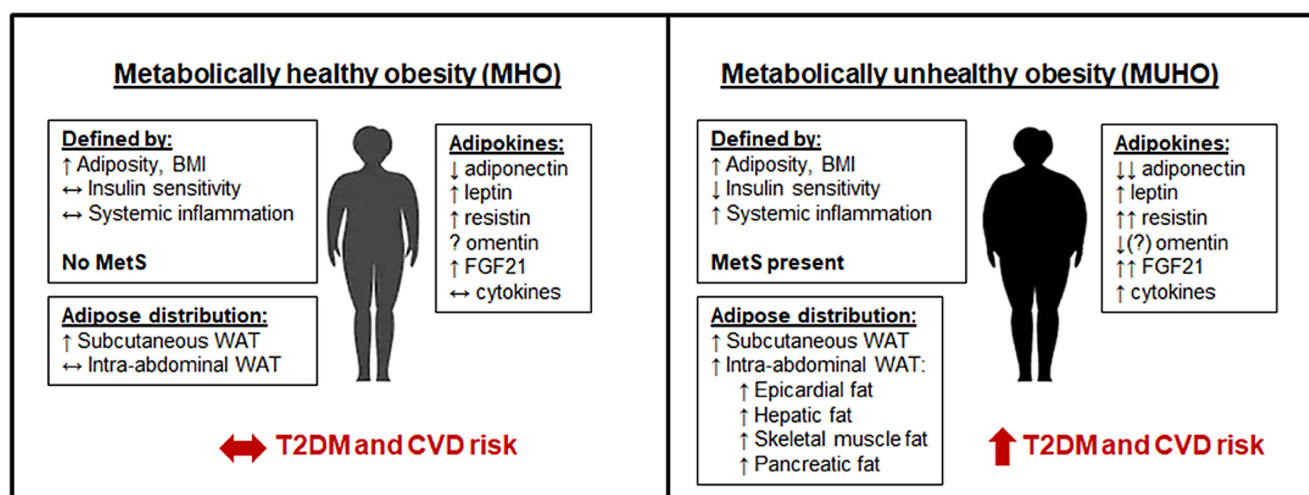 Metabolically healthy obesity (MHO)
Defined by:
↑ Adiposity, BMI
↔ Insulin sensitivity
↔ Systemic inflammation
No MetS
Adipokines:
↓ adiponectin
↑ leptin
↑ resistin
? omentin
↑ FGF21
↔ cytokines
Adipose distribution:
↑ Subcutaneous WAT
↔ Intra-abdominal WAT
↔ T2DM and CVD risk
Metabolically unhealthy obesity (MUHO)
Defined by:
↑ Adiposity, BMI
↓ Insulin sensitivity
↑ Systemic inflammation
MetS present
Adipokines:
↓↓ adiponectin
↑ leptin
↑↑ resistin
↓(?) omentin
↑↑ FGF21
↑ cytokines
Adipose distribution:
↑ Subcutaneous WAT
↑ Intra-abdominal WAT:
↑ Epicardial fat
↑ Hepatic fat
↑ Skeletal muscle fat
↑ Pancreatic fat
↑ T2DM and CVD risk